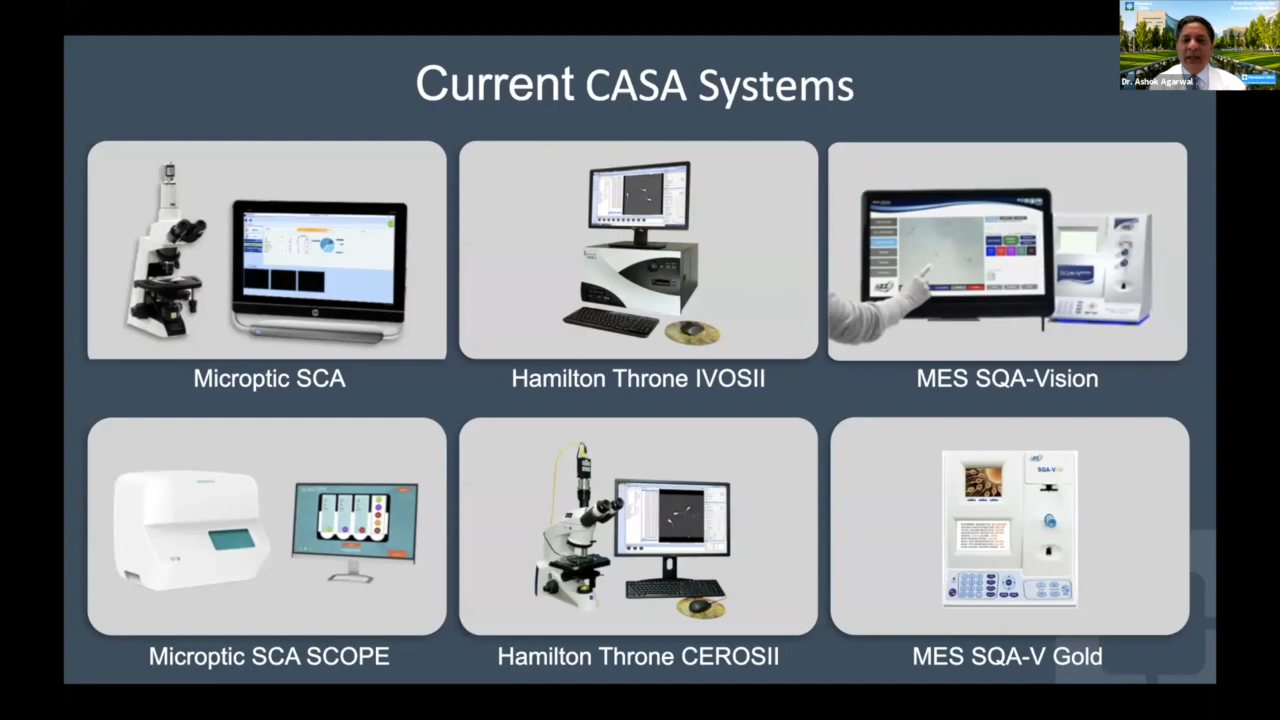 Current CASA Systems
Dr. Ashok Agarwal
Microptic SCA
Hamilton Throne IVOSII
MES SQA-Vision
SQA-V
Microptic SCA SCOPE
Hamilton Throne CEROSII
MES SQA-V Gold